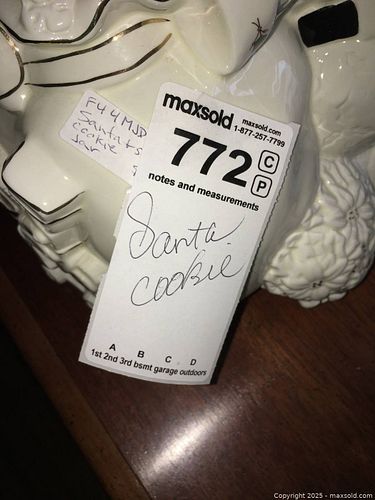 F44MJD
Santa
cookie
Jar
maxsold
maxsold.com
1-877-257-7799
772 C
P
notes and measurements
Santa
cookie
A B C D
1st 2nd 3rd bsmt garage outdoors
Copyright 2025 - maxsold.com